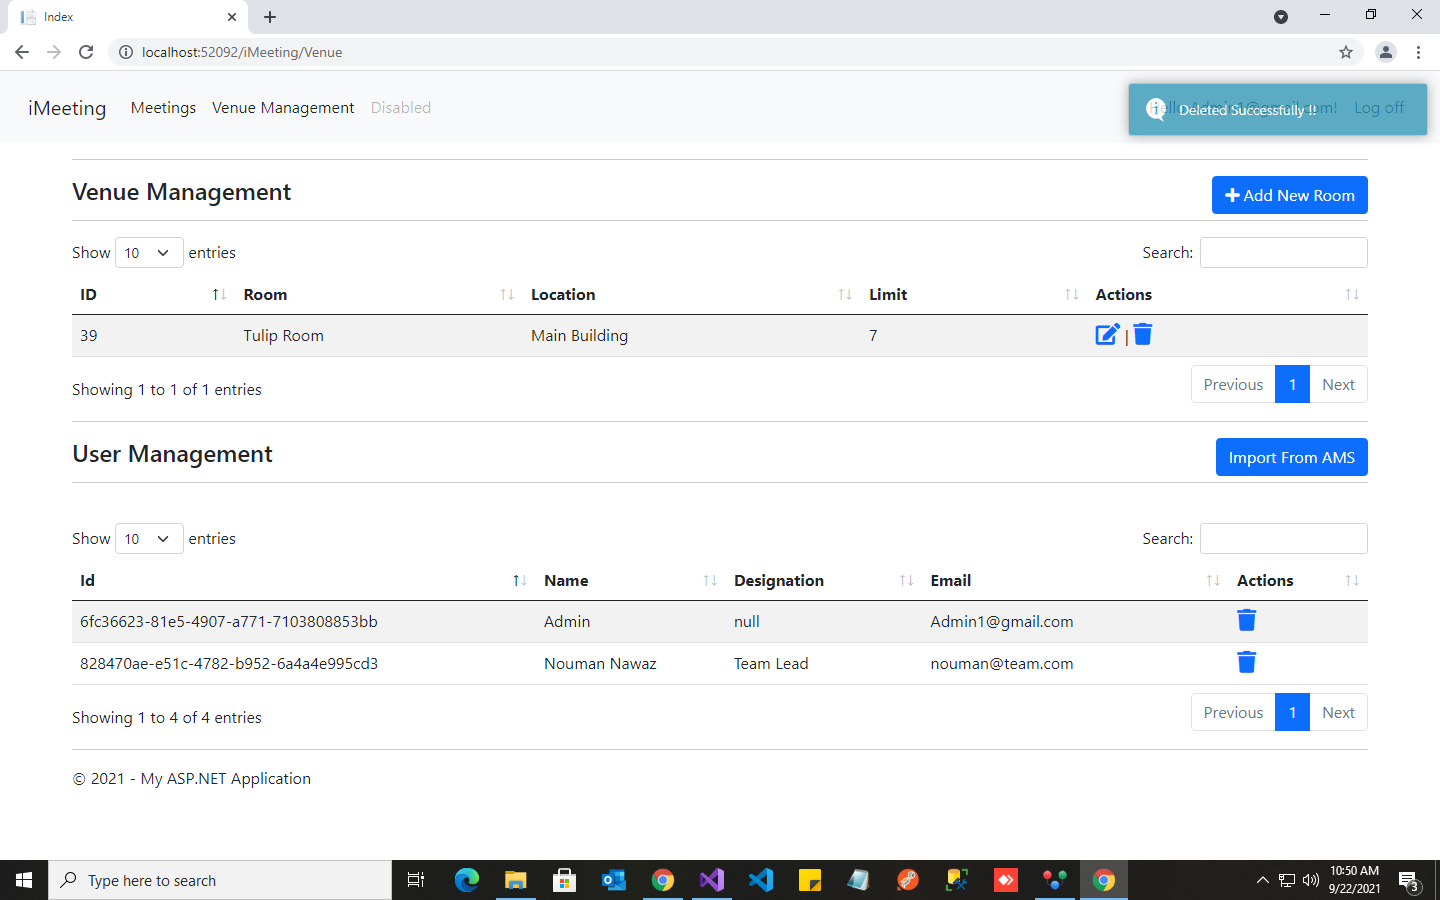 Index
localhost:52092/iMeeting/Venue
iMeeting Meetings Venue Management Disabled
Deleted Successfully !!
Hello Admin1@gmail.com! Log off
Venue Management
Add New Room
Show 10 entries Search:
ID Room Location Limit Actions
39 Tulip Room Main Building 7 |
Showing 1 to 1 of 1 entries
Previous 1 Next
User Management
Import From AMS
Show 10 entries Search:
Id Name Designation Email Actions
6fc36623-81e5-4907-a771-7103808853bb Admin null Admin1@gmail.com
828470ae-e51c-4782-b952-6a4a4e995cd3 Nouman Nawaz Team Lead nouman@team.com
Showing 1 to 4 of 4 entries
Previous 1 Next
© 2021 - My ASP.NET Application
Type here to search
10:50 AM
9/22/2021
3